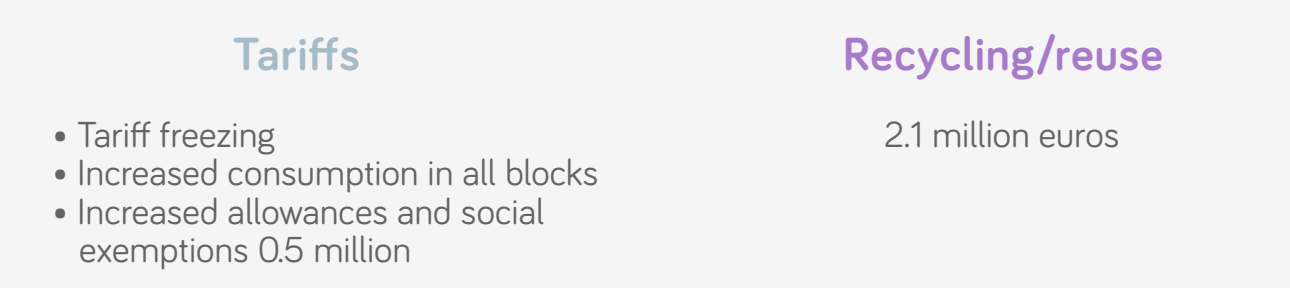 Tariffs
• Tariff freezing
• Increased consumption in all blocks
• Increased allowances and social
exemptions 0.5 million
Recycling/reuse
2.1 million euros